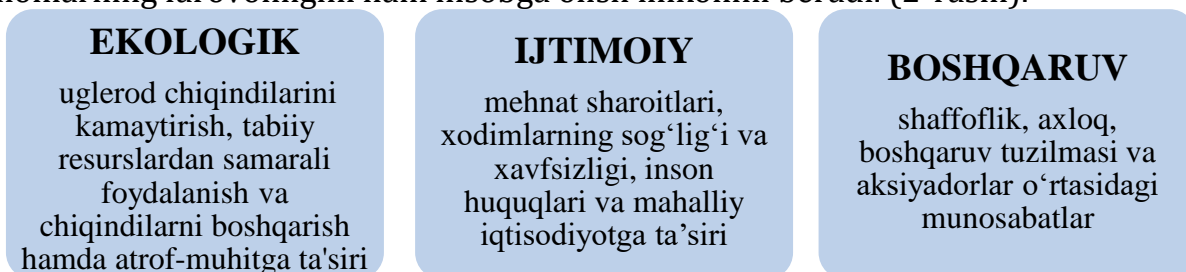 EKOLOGIK
uglerod chiqindilarini
kamaytirish, tabiiy
resurslardan samarali
foydalanish va
chiqindilarni boshqarish
hamda atrof-muhitga ta'siri
IJTIMOIY
mehnat sharoitlari,
xodimlarning sog‘lig‘i va
xavfsizligi, inson
huquqlari va mahalliy
iqtisodiyotga ta’siri
BOSHQARUV
shaffoflik, axloq,
boshqaruv tuzilmasi va
aksiyadorlar o‘rtasidagi
munosabatlar